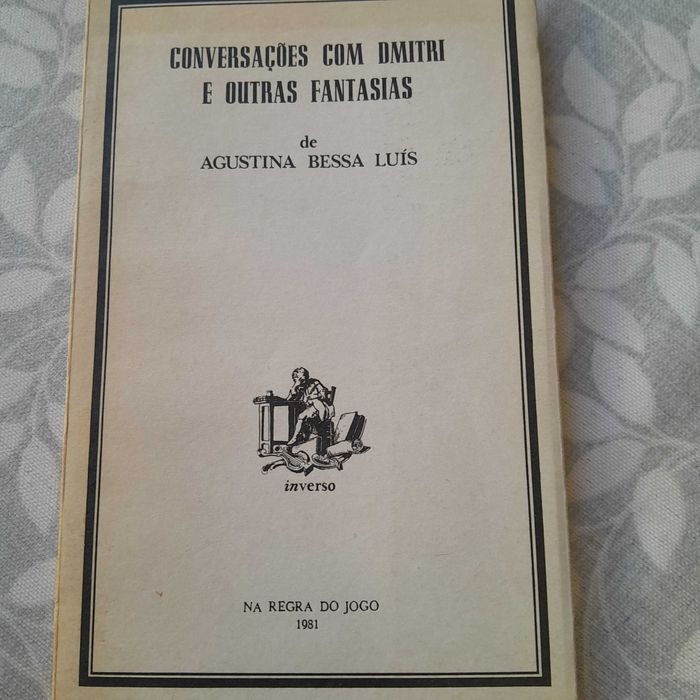 CONVERSAÇÕES COM DMITRI
E OUTRAS FANTASIAS
de
AGUSTINA BESSA LUÍS
inverso
NA REGRA DO JOGO
1981